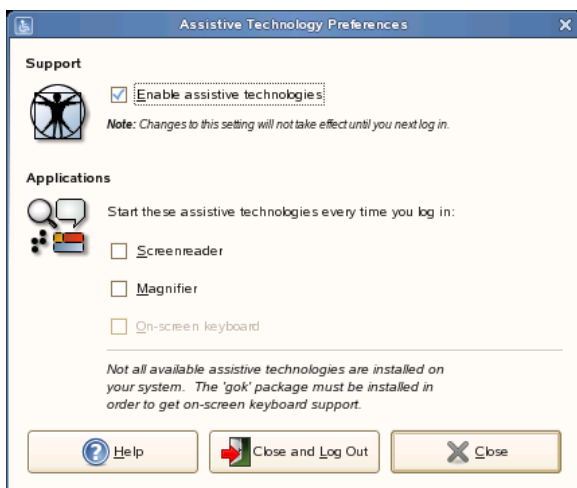 Assistive Technology Preferences
Support
Enable assistive technologies
Note: Changes to this setting will not take effect until you next log in.
Applications
Start these assistive technologies every time you log in:
Screenreader
Magnifier
On-screen keyboard
Not all available assistive technologies are installed on
your system. The 'gok' package must be installed in
order to get on-screen keyboard support.
Help
Close and Log Out
Close